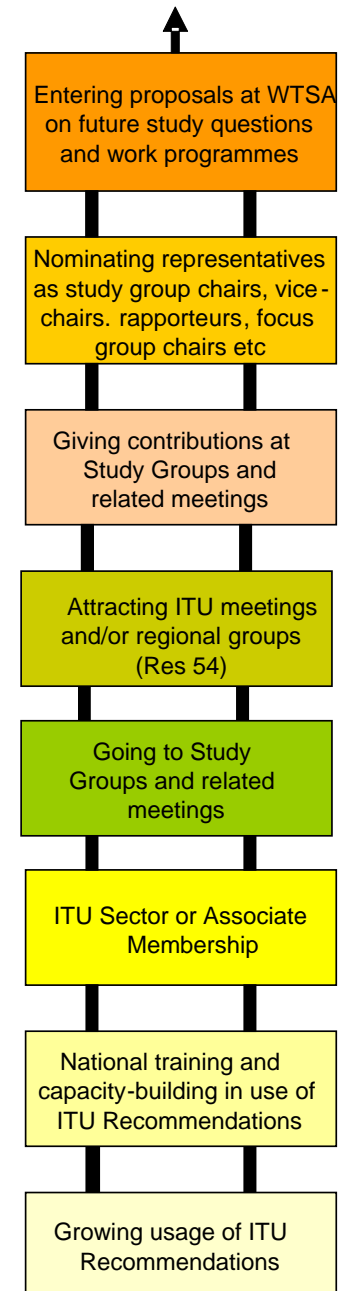 Entering proposals at WTSA
on future study questions
and work programmes
Nominating representatives
as study group chairs, vice-
chairs. rapporteurs, focus
group chairs etc
Giving contributions at
Study Groups and
related meetings
Attracting ITU meetings
and/or regional groups
(Res 54)
Going to Study
Groups and related
meetings
ITU Sector or Associate
Membership
National training and
capacity-building in use of
ITU Recommendations
Growing usage of ITU
Recommendations